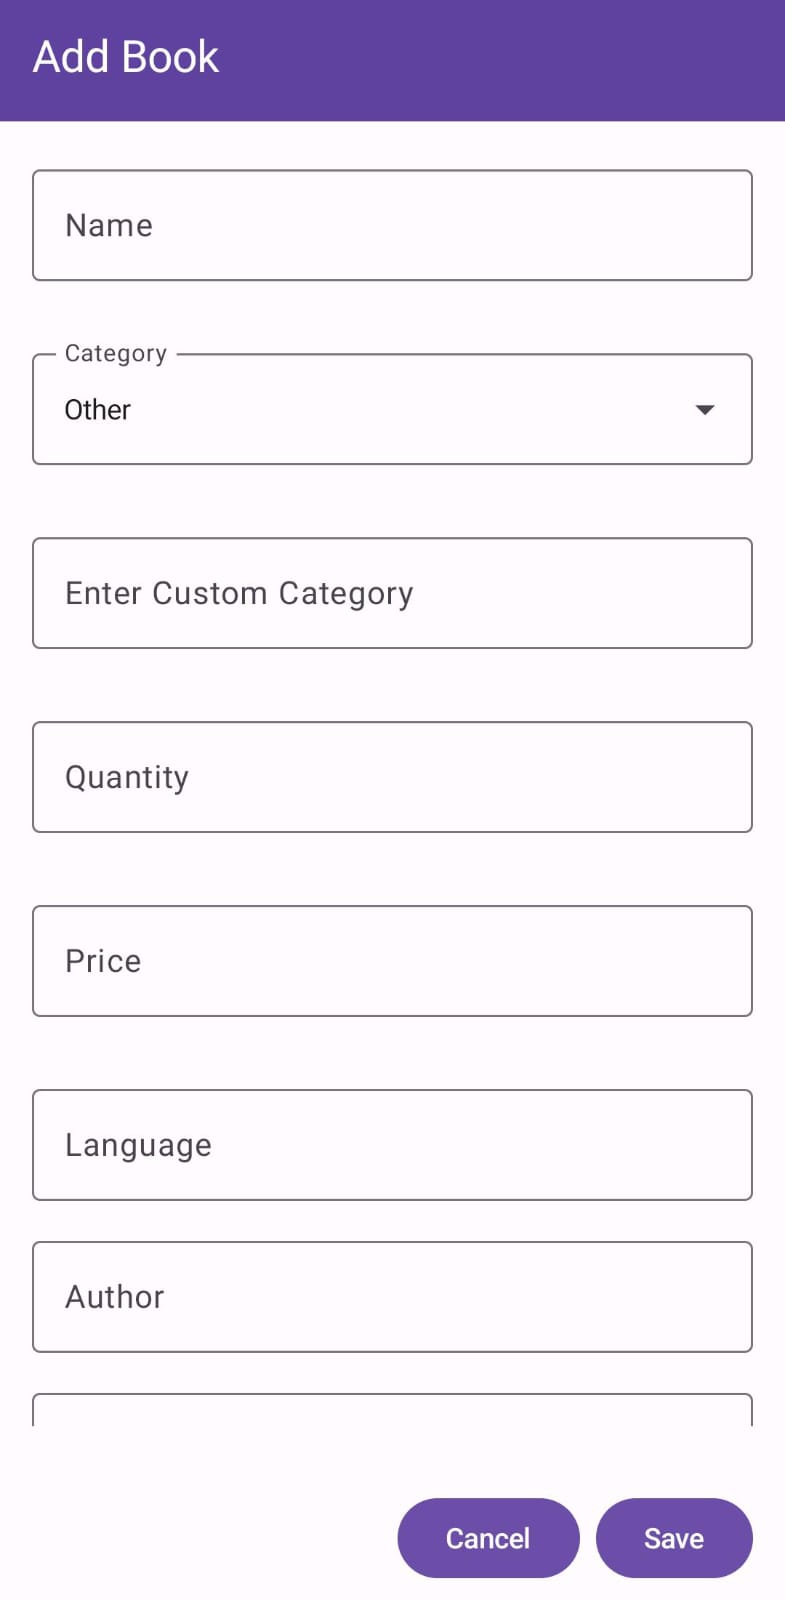 Add Book
Name
Category
Other
Enter Custom Category
Quantity
Price
Language
Author
Cancel Save